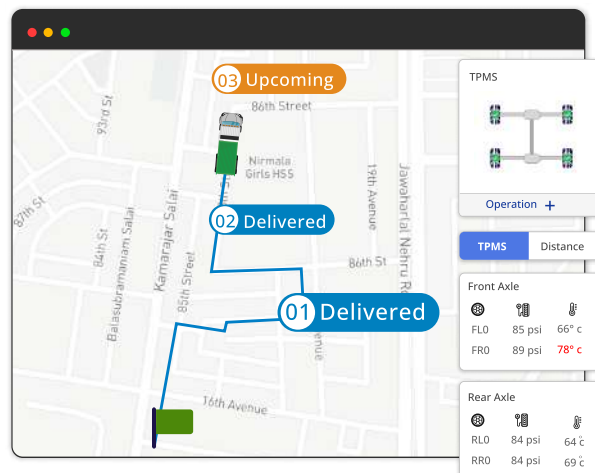 03 Upcoming
86th Street
93rd St
Nirmala
Girls HSS
19th Avenue
Jawaharlal Nehru Ro
87th St
02 Delivered
84th St
Balasubramaniam Salai
Kamarajar Salai
85th Street
86th St
01 Delivered
16th Avenue
TPMS
Operation +
TPMS
Distance
Front Axle
FL0 85 psi 66° c
FR0 89 psi 78° c
Rear Axle
RL0 84 psi 64°c
RR0 84 psi 69°c